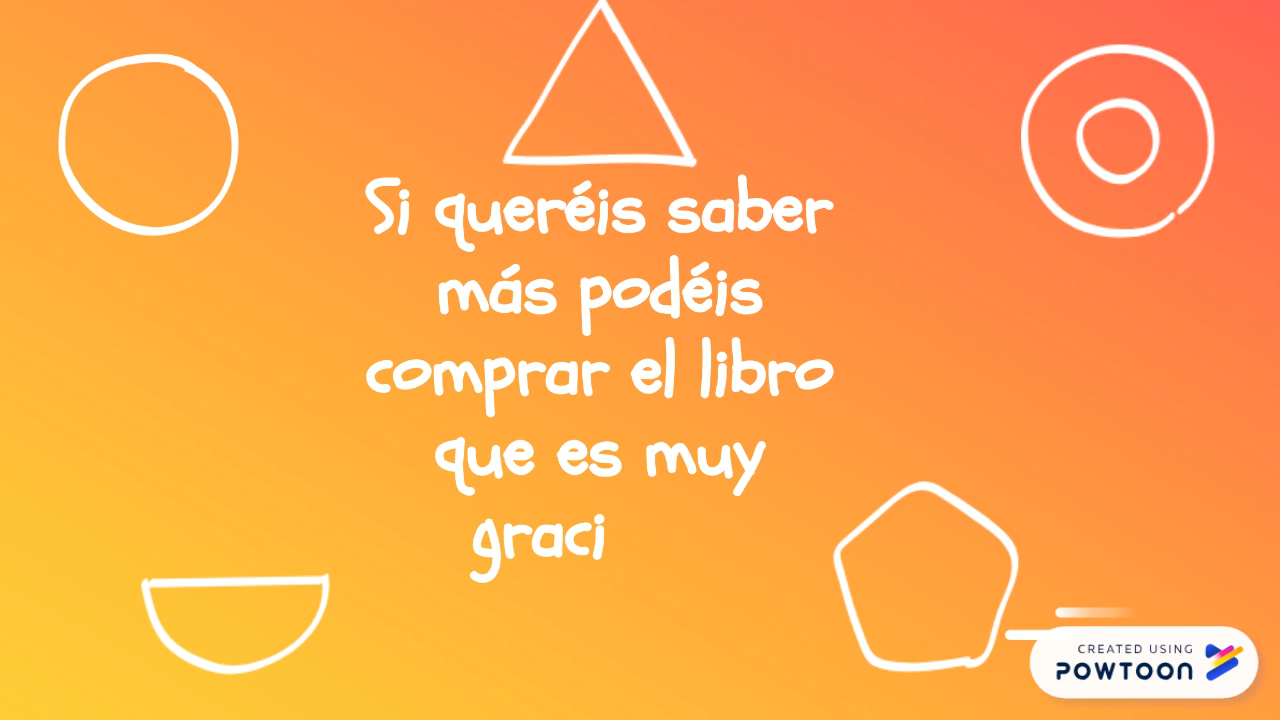 Si queréis saber
más podéis
comprar el libro
que es muy
graci
CREATED USING
POWTOON